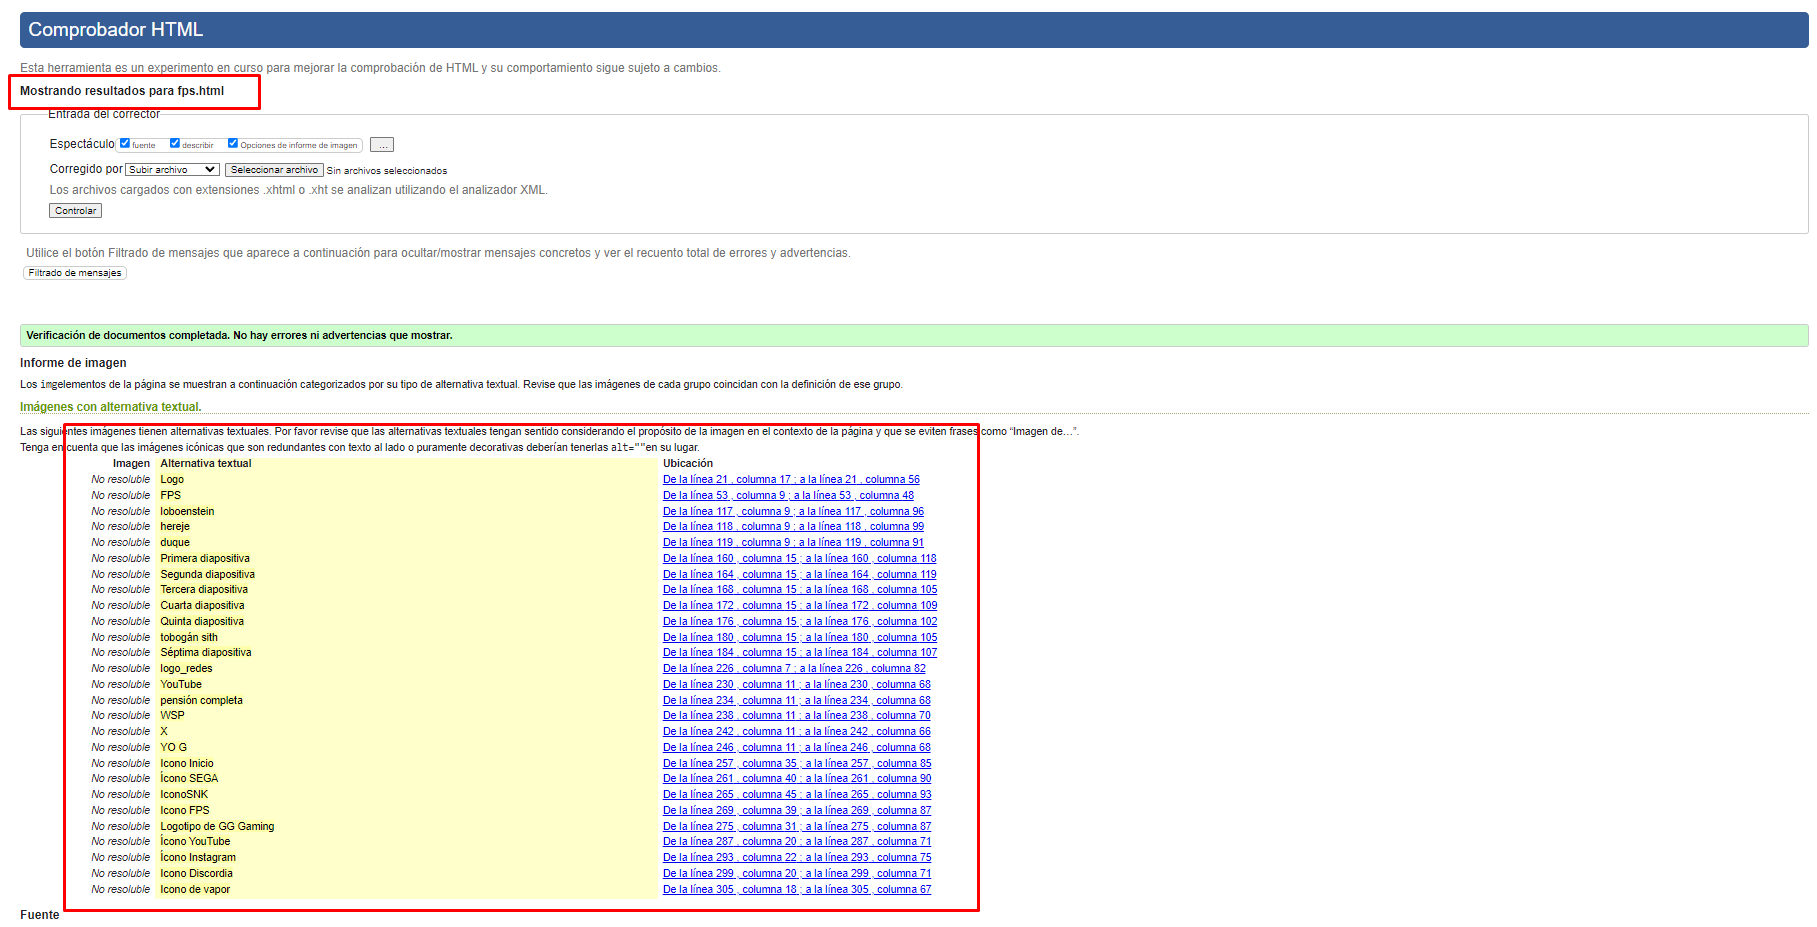 Comprobador HTML
Esta herramienta es un experimento en curso para mejorar la comprobación de HTML y su comportamiento sigue sujeto a cambios.
Mostrando resultados para fps.html
Entrada del corrector
Espectáculo fuente describir Opciones de informe de imagen ...
Corregido por Subir archivo Seleccionar archivo Sin archivos seleccionados
Los archivos cargados con extensiones .xhtml o .xht se analizan utilizando el analizador XML.
Controlar
Utilice el botón Filtrado de mensajes que aparece a continuación para ocultar/mostrar mensajes concretos y ver el recuento total de errores y advertencias.
Filtrado de mensajes
Verificación de documentos completada. No hay errores ni advertencias que mostrar.
Informe de imagen
Los imgelementos de la página se muestran a continuación categorizados por su tipo de alternativa textual. Revise que las imágenes de cada grupo coincidan con la definición de ese grupo.
Imágenes con alternativa textual.
Las siguientes imágenes tienen alternativas textuales. Por favor revise que las alternativas textuales tengan sentido considerando el propósito de la imagen en el contexto de la página y que se eviten frases como “Imagen de…”.
Tenga en cuenta que las imágenes icónicas que son redundantes con texto al lado o puramente decorativas deberían tenerlas alt=""en su lugar.
Imagen Alternativa textual Ubicación
No resoluble Logo De la línea 21 , columna 17 ; a la línea 21 , columna 56
No resoluble FPS De la línea 53 , columna 9 ; a la línea 53 , columna 48
No resoluble loboenstein De la línea 117 , columna 9 ; a la línea 117 , columna 96
No resoluble hereje De la línea 118 , columna 9 ; a la línea 118 , columna 99
No resoluble duque De la línea 119 , columna 9 ; a la línea 119 , columna 91
No resoluble Primera diapositiva De la línea 160 , columna 15 ; a la línea 160 , columna 118
No resoluble Segunda diapositiva De la línea 164 , columna 15 ; a la línea 164 , columna 119
No resoluble Tercera diapositiva De la línea 168 , columna 15 ; a la línea 168 , columna 105
No resoluble Cuarta diapositiva De la línea 172 , columna 15 ; a la línea 172 , columna 109
No resoluble Quinta diapositiva De la línea 176 , columna 15 ; a la línea 176 , columna 102
No resoluble tobogán sith De la línea 180 , columna 15 ; a la línea 180 , columna 105
No resoluble Séptima diapositiva De la línea 184 , columna 15 ; a la línea 184 , columna 107
No resoluble logo_redes De la línea 226 , columna 7 ; a la línea 226 , columna 82
No resoluble YouTube De la línea 230 , columna 11 ; a la línea 230 , columna 68
No resoluble pensión completa De la línea 234 , columna 11 ; a la línea 234 , columna 68
No resoluble WSP De la línea 238 , columna 11 ; a la línea 238 , columna 70
No resoluble X De la línea 242 , columna 11 ; a la línea 242 , columna 66
No resoluble YO G De la línea 246 , columna 11 ; a la línea 246 , columna 68
No resoluble Icono Inicio De la línea 257 , columna 35 ; a la línea 257 , columna 85
No resoluble Ícono SEGA De la línea 261 , columna 40 ; a la línea 261 , columna 90
No resoluble IconoSNK De la línea 265 , columna 45 ; a la línea 265 , columna 93
No resoluble Icono FPS De la línea 269 , columna 39 ; a la línea 269 , columna 87
No resoluble Logotipo de GG Gaming De la línea 275 , columna 31 ; a la línea 275 , columna 87
No resoluble Ícono YouTube De la línea 287 , columna 20 ; a la línea 287 , columna 71
No resoluble Ícono Instagram De la línea 293 , columna 22 ; a la línea 293 , columna 75
No resoluble Icono Discordia De la línea 299 , columna 20 ; a la línea 299 , columna 71
No resoluble Icono de vapor De la línea 305 , columna 18 ; a la línea 305 , columna 67
Fuente